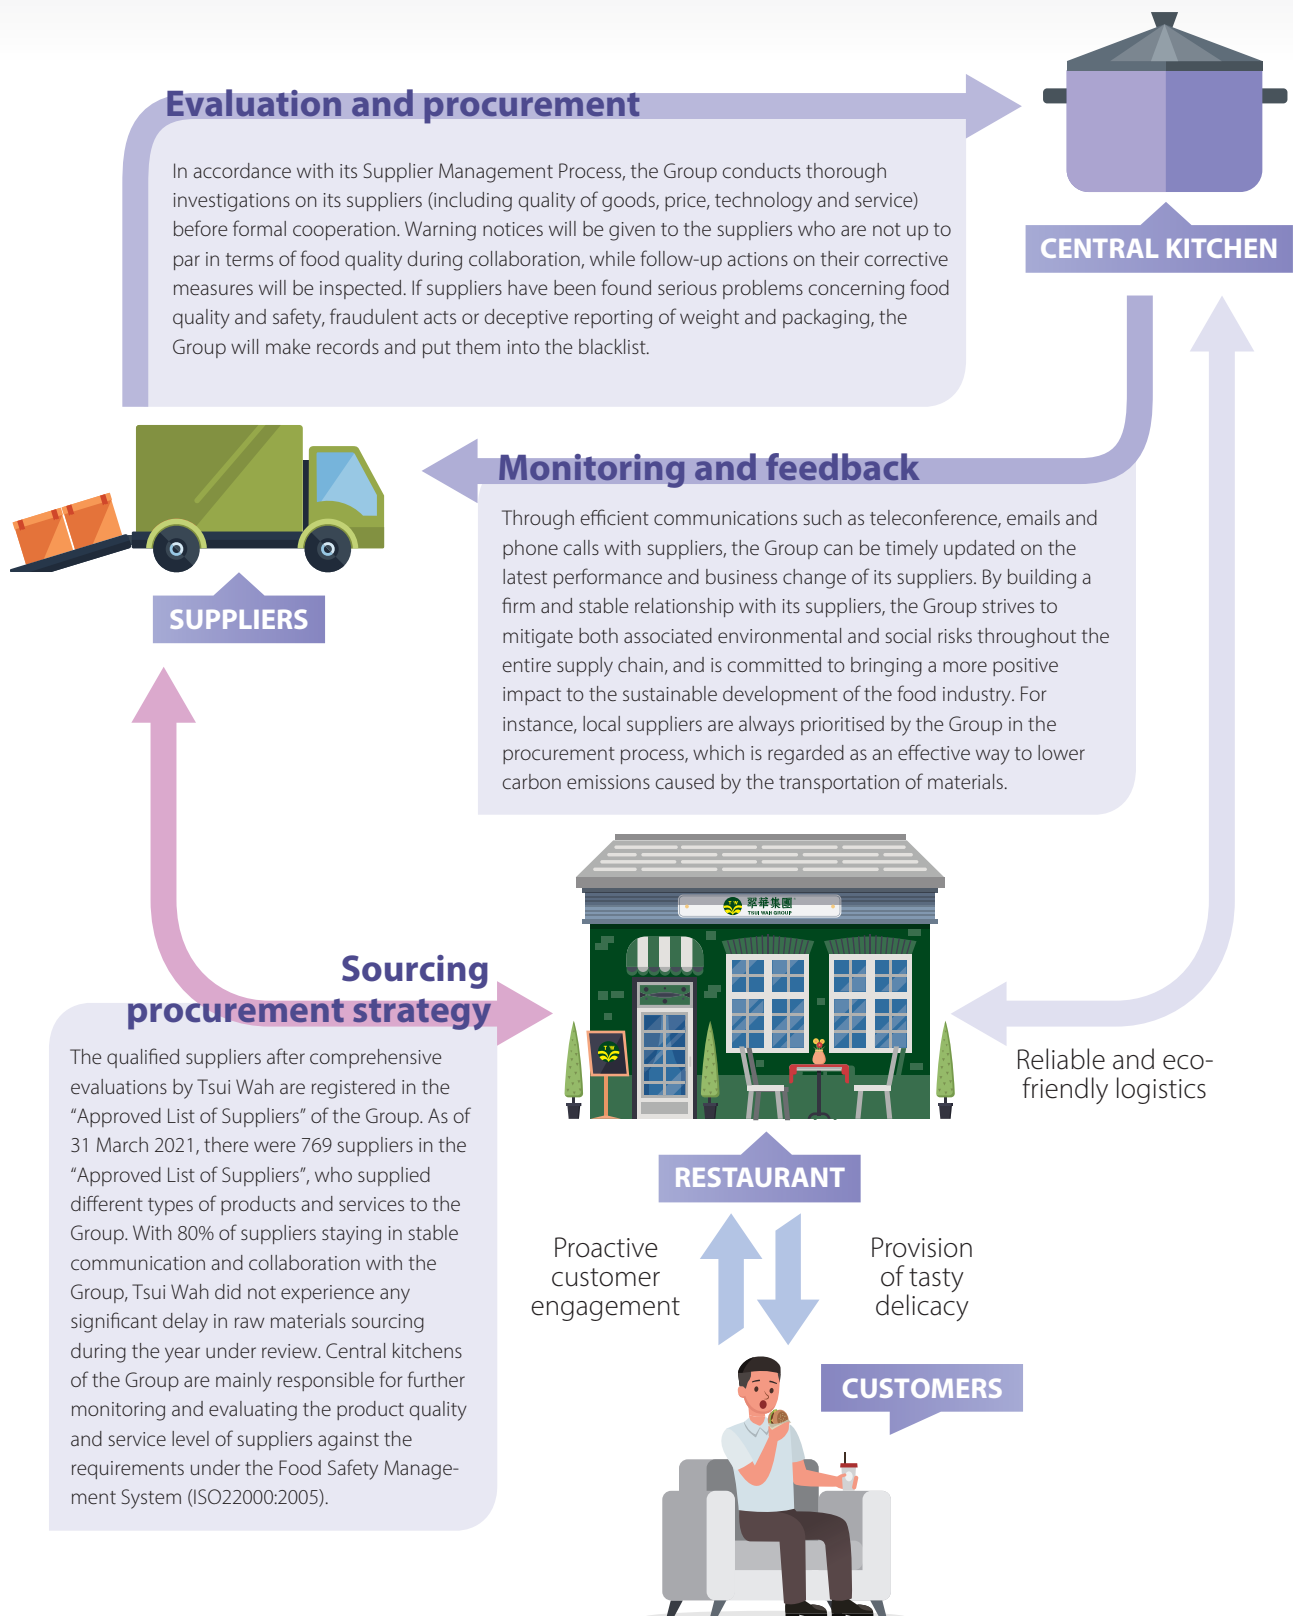 Evaluation and procurement
In accordance with its Supplier Management Process, the Group conducts thorough
investigations on its suppliers (including quality of goods, price, technology and service)
before formal cooperation. Warning notices will be given to the suppliers who are not up to
par in terms of food quality during collaboration, while follow-up actions on their corrective
measures will be inspected. If suppliers have been found serious problems concerning food
quality and safety, fraudulent acts or deceptive reporting of weight and packaging, the
Group will make records and put them into the blacklist.
CENTRAL KITCHEN
SUPPLIERS
Monitoring and feedback
Through efficient communications such as teleconference, emails and
phone calls with suppliers, the Group can be timely updated on the
latest performance and business change of its suppliers. By building a
firm and stable relationship with its suppliers, the Group strives to
mitigate both associated environmental and social risks throughout the
entire supply chain, and is committed to bringing a more positive
impact to the sustainable development of the food industry. For
instance, local suppliers are always prioritised by the Group in the
procurement process, which is regarded as an effective way to lower
carbon emissions caused by the transportation of materials.
翠華集團
TSUI WAH GROUP
Sourcing
procurement strategy
The qualified suppliers after comprehensive
evaluations by Tsui Wah are registered in the
“Approved List of Suppliers” of the Group. As of
31 March 2021, there were 769 suppliers in the
“Approved List of Suppliers”, who supplied
different types of products and services to the
Group. With 80% of suppliers staying in stable
communication and collaboration with the
Group, Tsui Wah did not experience any
significant delay in raw materials sourcing
during the year under review. Central kitchens
of the Group are mainly responsible for further
monitoring and evaluating the product quality
and service level of suppliers against the
requirements under the Food Safety Manage-
ment System (ISO22000:2005).
T W
Reliable and eco-
friendly logistics
RESTAURANT
Proactive
customer
engagement
Provision
of tasty
delicacy
CUSTOMERS